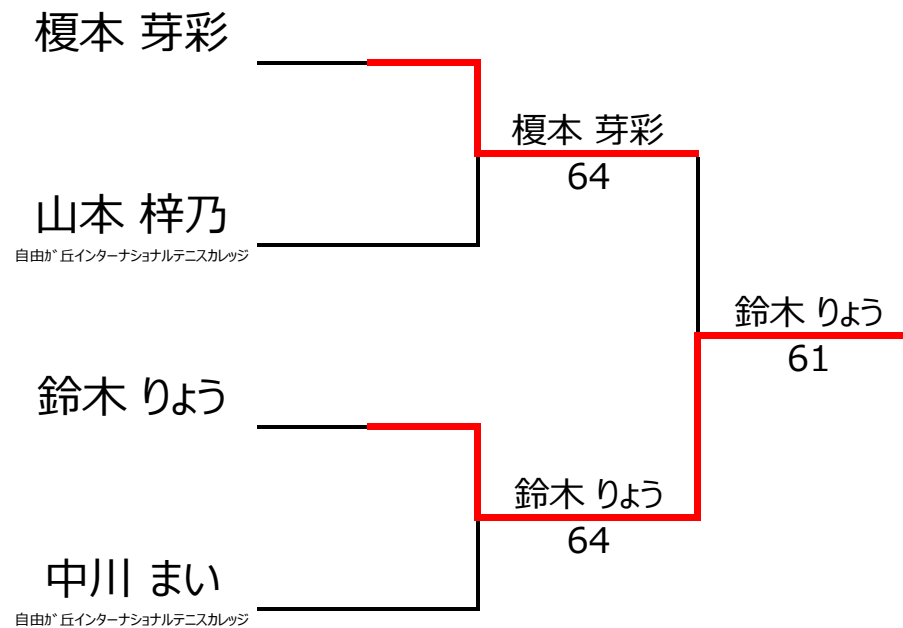 榎本 芽彩
榎本 芽彩
64
山本 梓乃
自由が丘インターナショナルテニスカレッジ
鈴木 りょう
61
鈴木 りょう
鈴木 りょう
64
中川 まい
自由が丘インターナショナルテニスカレッジ